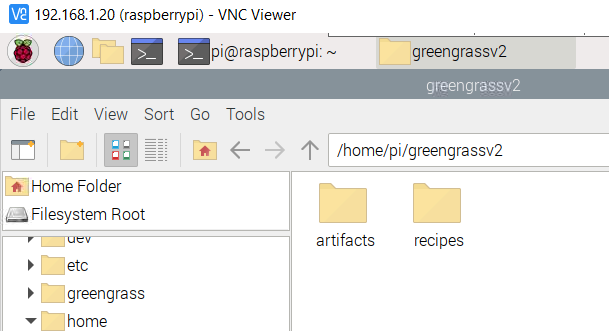 192.168.1.20 (raspberrypi) - VNC Viewer
pi@raspberrypi: ~ greengrassv2
greengrassv2
File Edit View Sort Go Tools
/home/pi/greengrassv2
Home Folder
Filesystem Root
artifacts recipes
dev
etc
greengrass
home